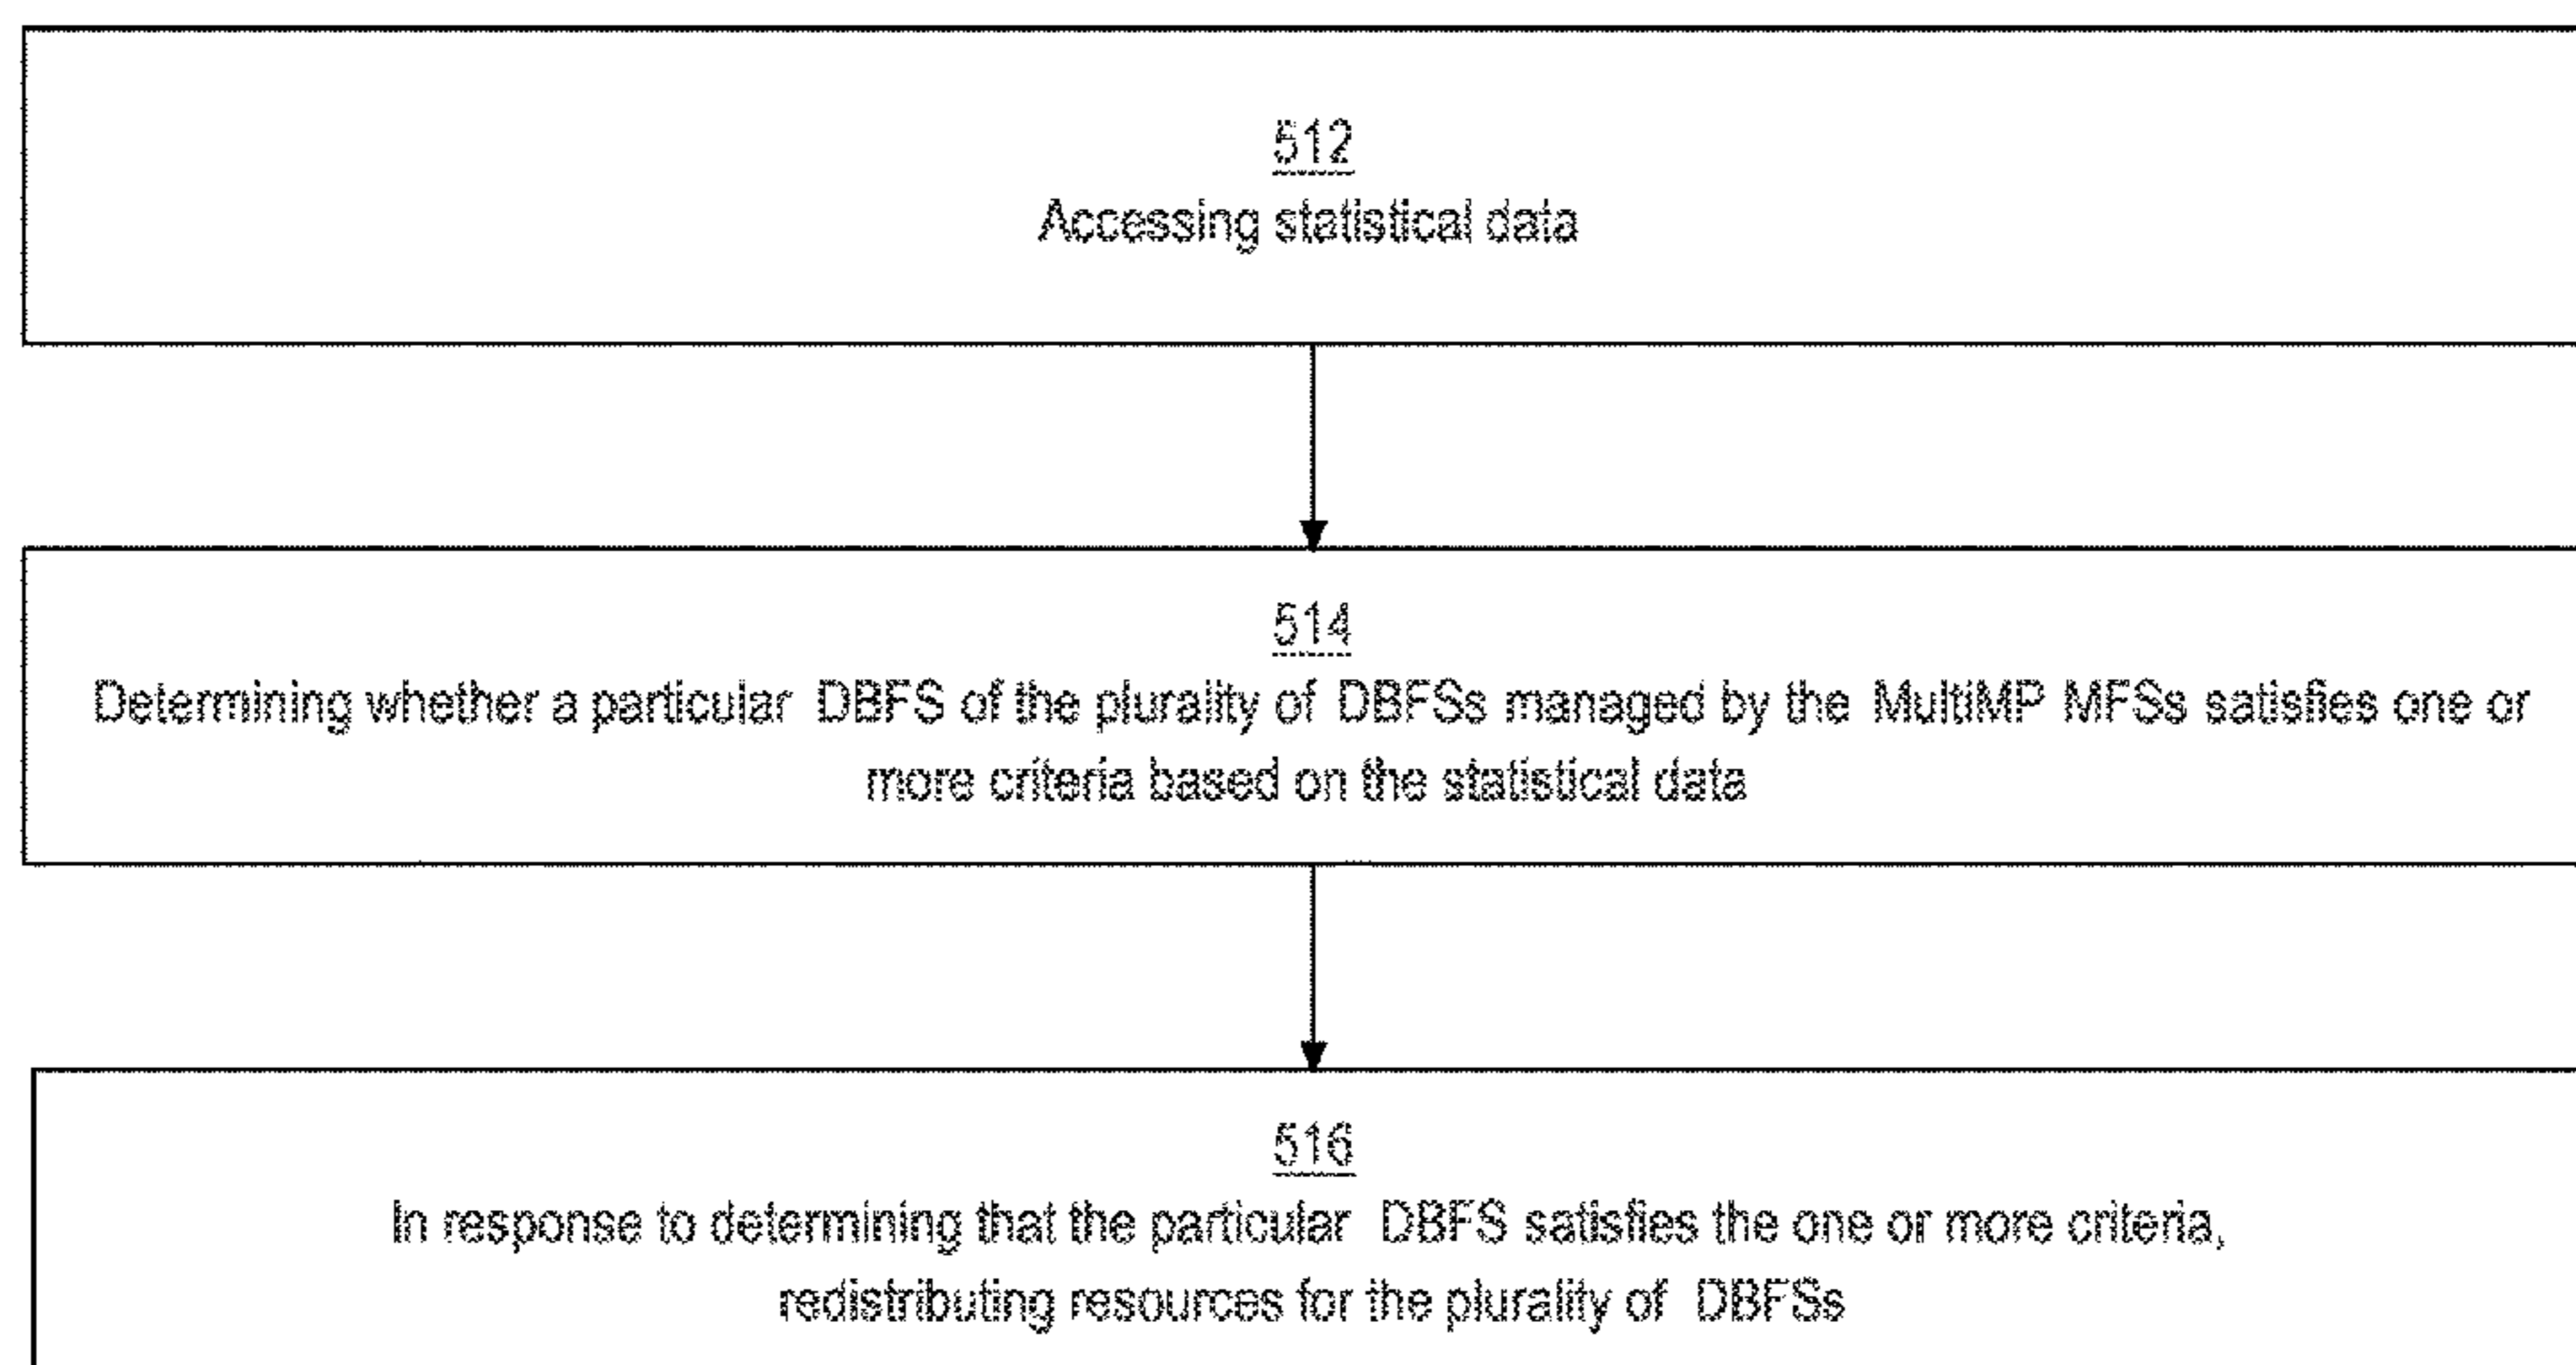 512
Accessing statistical data
514
Determining whether a particular DBFS of the plurality of DBFSs managed by the MultiMP MFSs satisfies one or
more criteria based on the statistical data
516
In response to determining that the particular DBFS satisfies the one or more criteria,
redistributing resources for the plurality of DBFSs